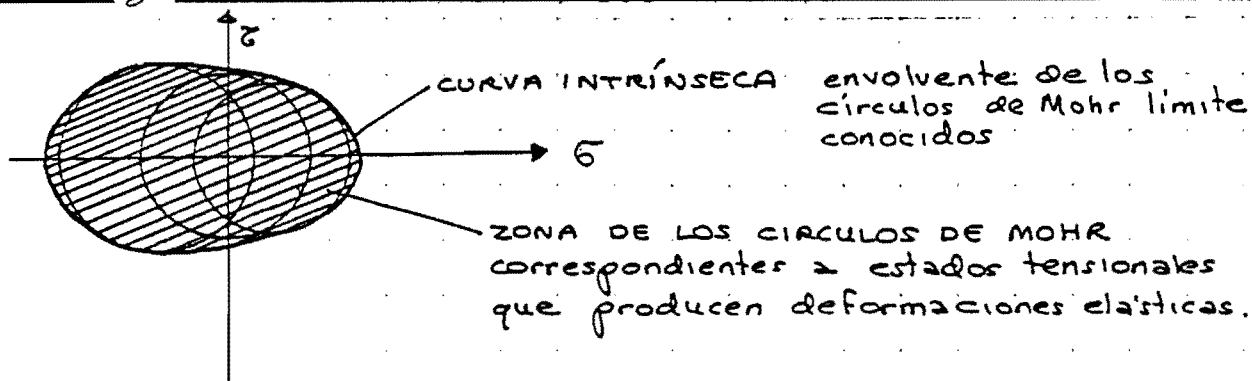 τ
CURVA INTRÍNSECA envolvente de los
círculos de Mohr límite
conocidos
σ
ZONA DE LOS CIRCULOS DE MOHR
correspondientes a estados tensionales
que producen deformaciones elásticas.